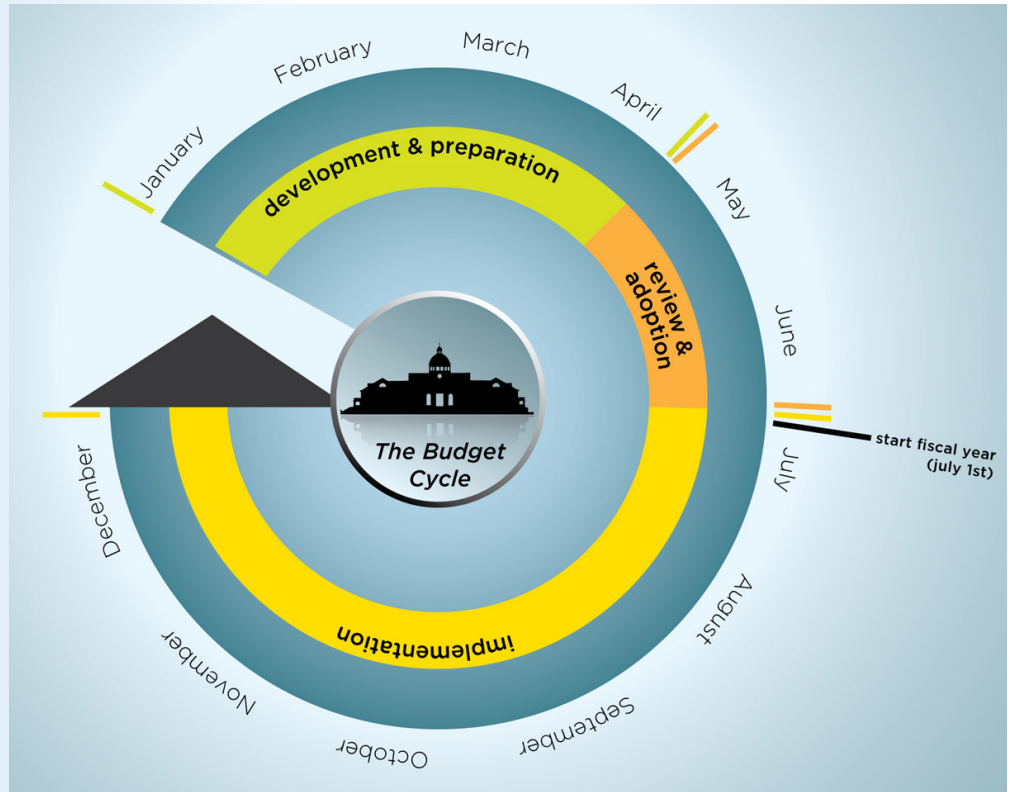 January
February
March
April
May
June
July
August
September
October
November
December
development & preparation
review &
adoption
implementation
start fiscal year
(july 1st)
The Budget
Cycle